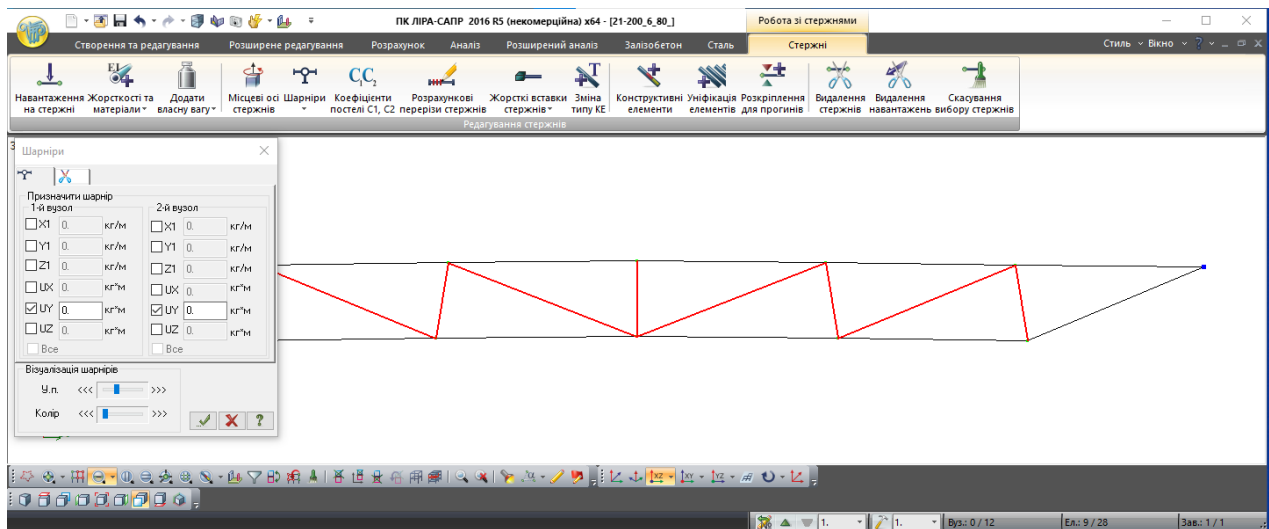 ПК ЛІРА-САПР 2016 R5 (некомерційна) x64 - [21-200_6_80_]
Робота зі стержнями
Створення та редагування Розширене редагування Розрахунок Аналіз Розширений аналіз Залізобетон Сталь Стержні
Стиль Вікно
Навантаження на стержні
Жорсткості та матеріали
Додати власну вагу
Місцеві осі стержнів
Шарніри
Коефіцієнти постелі C1, C2
Розрахункові перерізи стержнів
Жорсткі вставки стержнів
Зміна типу КЕ
Конструктивні елементи
Уніфікація елементів
Розкріплення для прогинів
Видалення стержнів
Видалення навантажень
Скасування вибору стержнів
Редагування стержнів
Шарніри
Призначити шарнір
1-й вузол 2-й вузол
X1 0. кг/м X1 0. кг/м
Y1 0. кг/м Y1 0. кг/м
Z1 0. кг/м Z1 0. кг/м
UX 0. кг*м UX 0. кг*м
UY 0. кг*м UY 0. кг*м
UZ 0. кг*м UZ 0. кг*м
Все Все
Візуалізація шарнірів
У.п. <<< >>>
Колір <<< >>>
XZ XY YZ
1. 1. Вуз.: 0 / 12 Ел.: 9 / 28 Зав.: 1 / 1